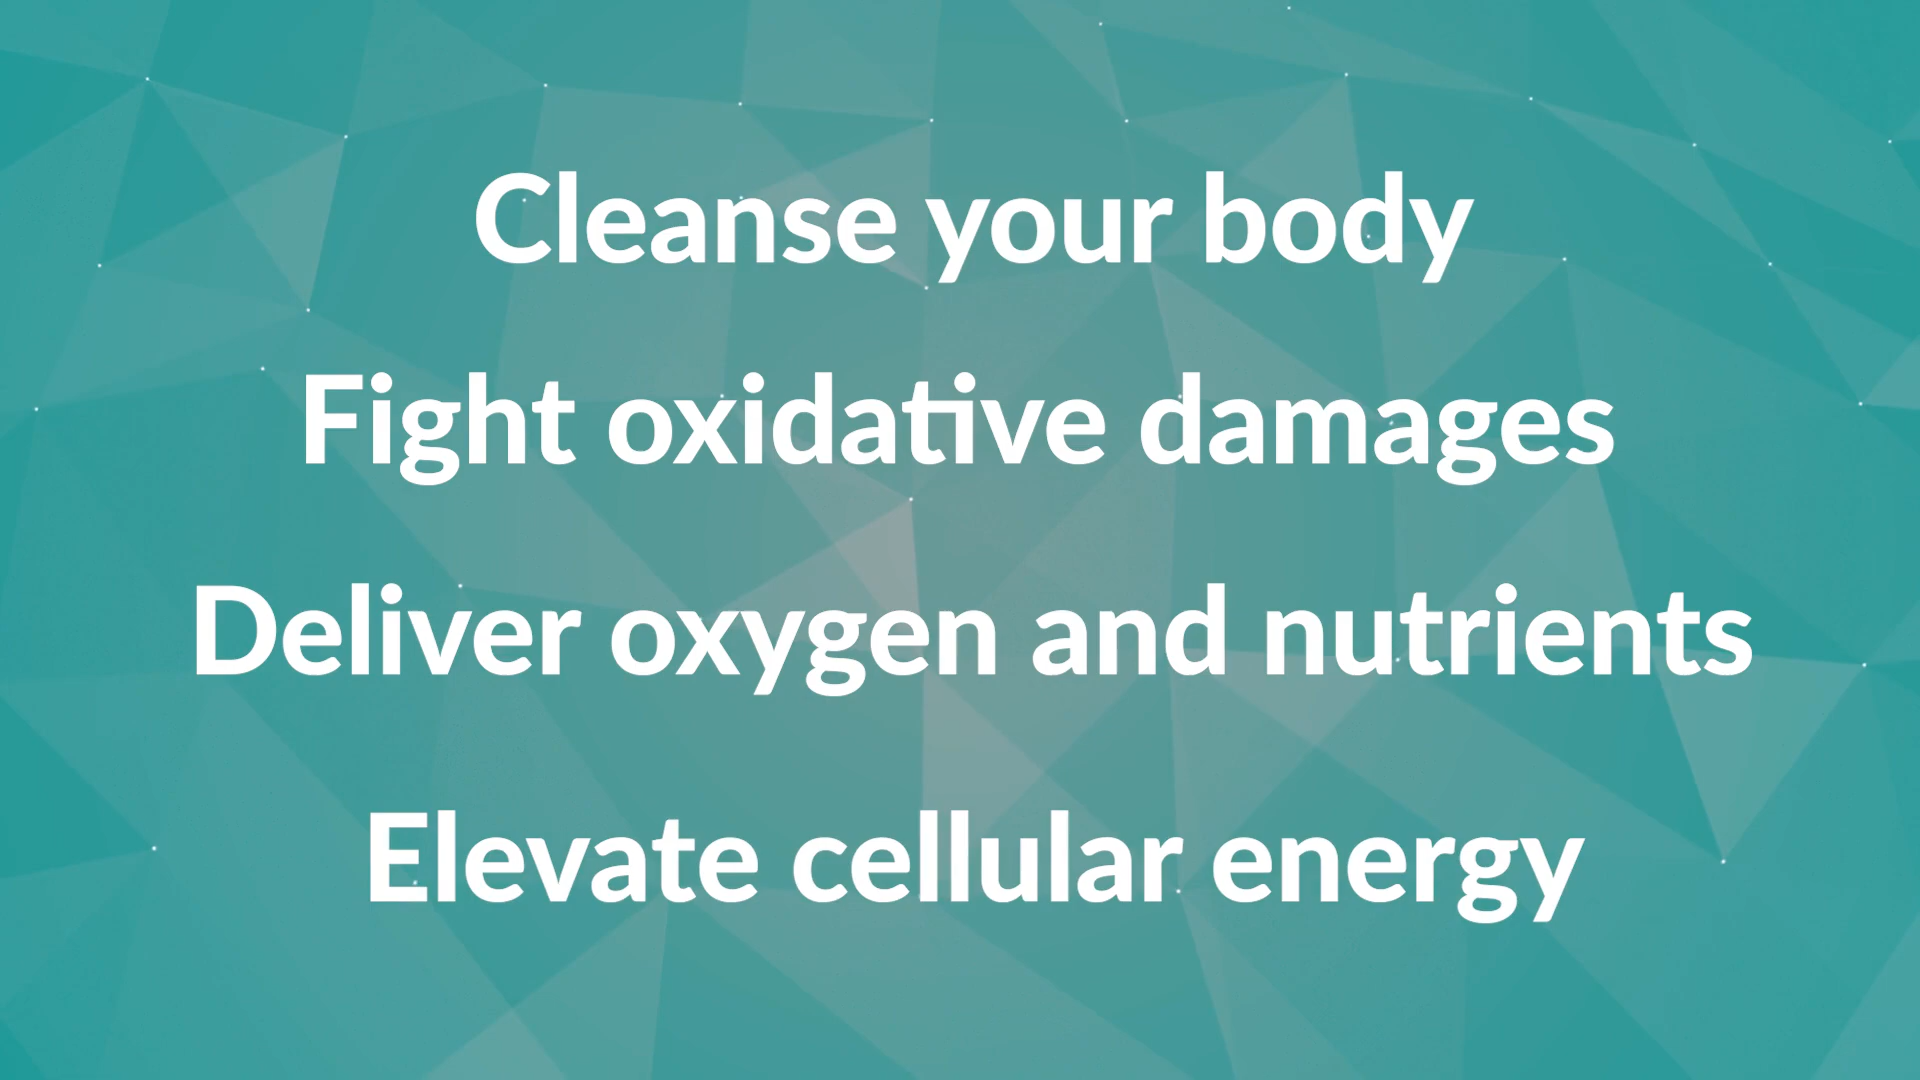 Cleanse your body
Fight oxidative damages
Deliver oxygen and nutrients
Elevate cellular energy